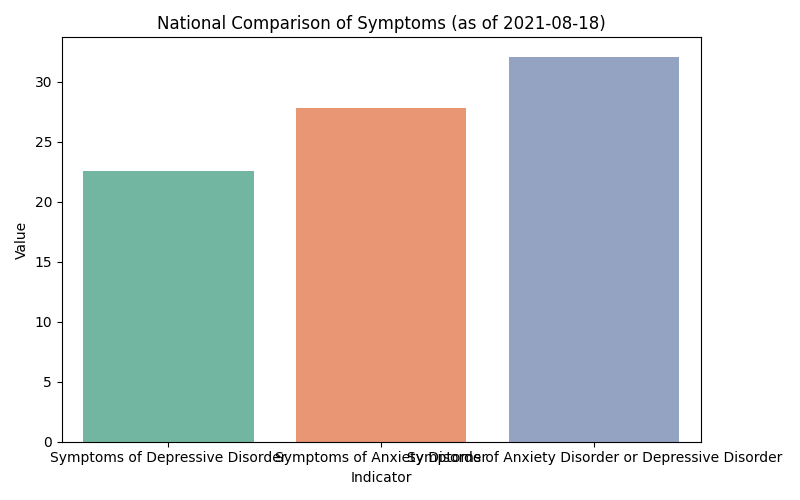 National Comparison of Symptoms (as of 2021-08-18)
30
25
20
15
10
5
0
Value
Symptoms of Depressive Disorder
Symptoms of Anxiety Disorder
Symptoms of Anxiety Disorder or Depressive Disorder
Indicator